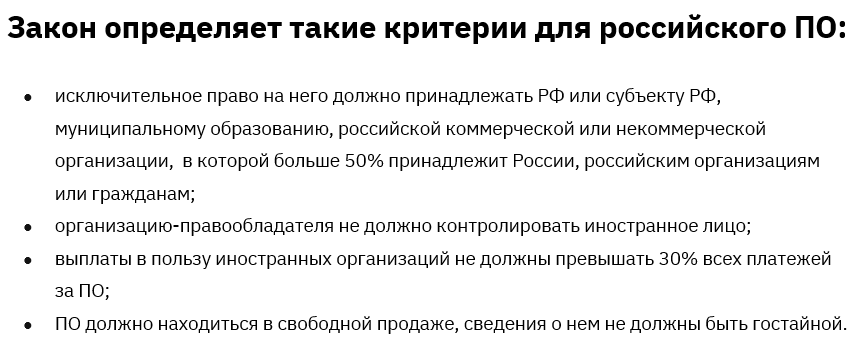 Закон определяет такие критерии для российского ПО:
• исключительное право на него должно принадлежать РФ или субъекту РФ,
муниципальному образованию, российской коммерческой или некоммерческой
организации, в которой больше 50% принадлежит России, российским организациям
или гражданам;
• организацию-правообладателя не должно контролировать иностранное лицо;
• выплаты в пользу иностранных организаций не должны превышать 30% всех платежей
за ПО;
• ПО должно находиться в свободной продаже, сведения о нем не должны быть гостайной.